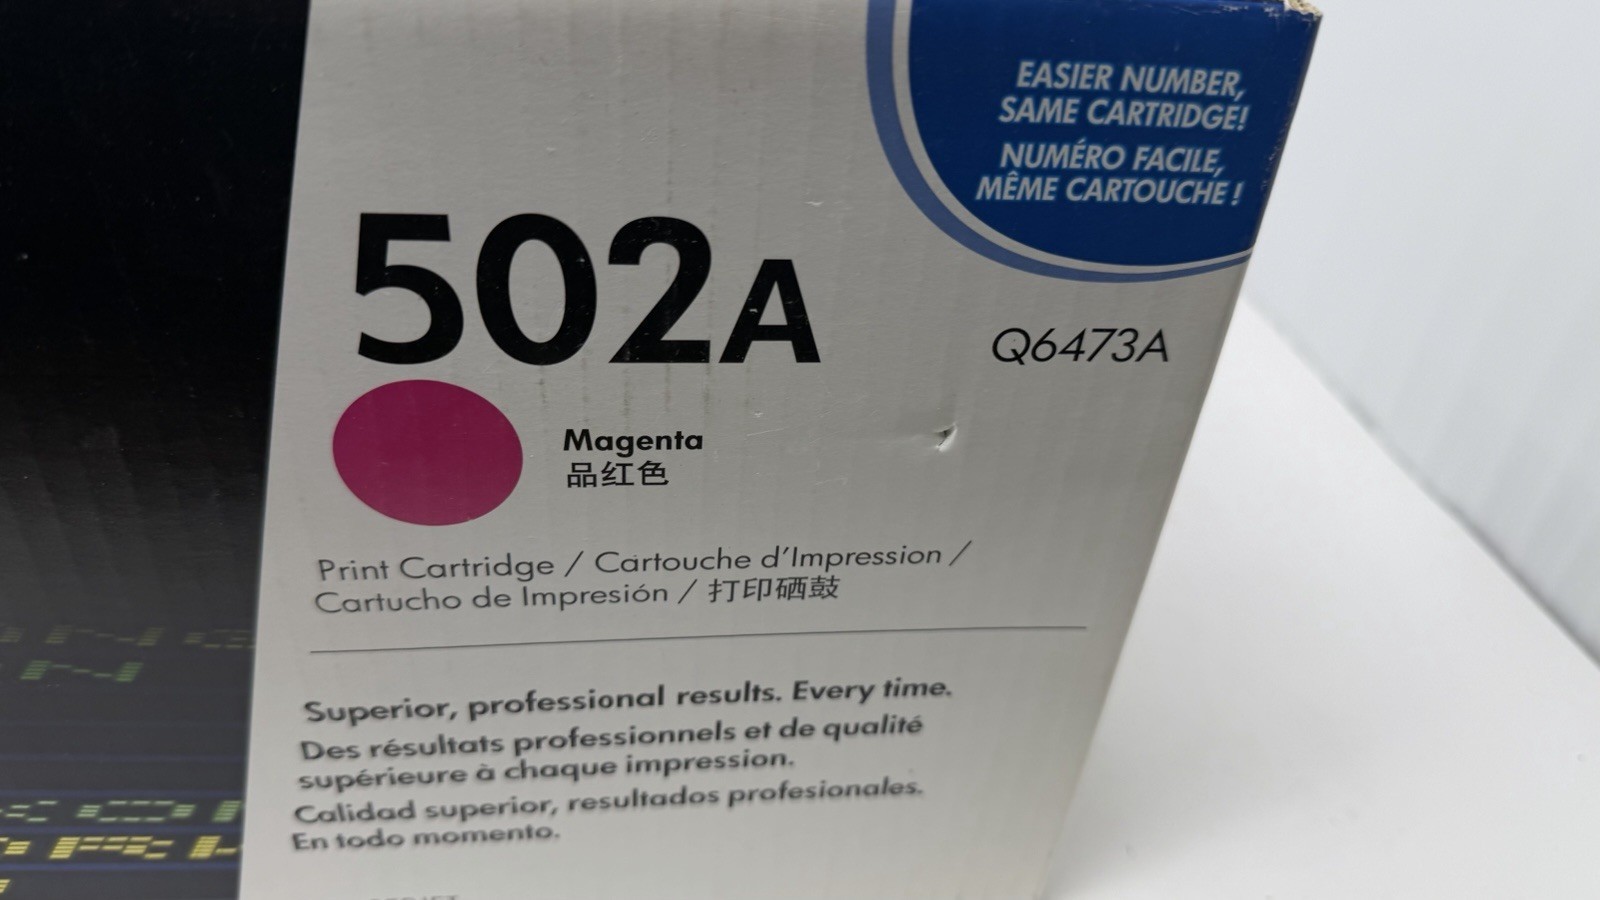 EASIER NUMBER,
SAME CARTRIDGE!
NUMÉRO FACILE,
MÊME CARTOUCHE !
502A
Q6473A
Magenta
品红色
Print Cartridge / Cartouche d'Impression /
Cartucho de Impresión / 打印硒鼓
Superior, professional results. Every time.
Des résultats professionnels et de qualité
supérieure à chaque impression.
Calidad superior, resultados profesionales.
En todo momento.